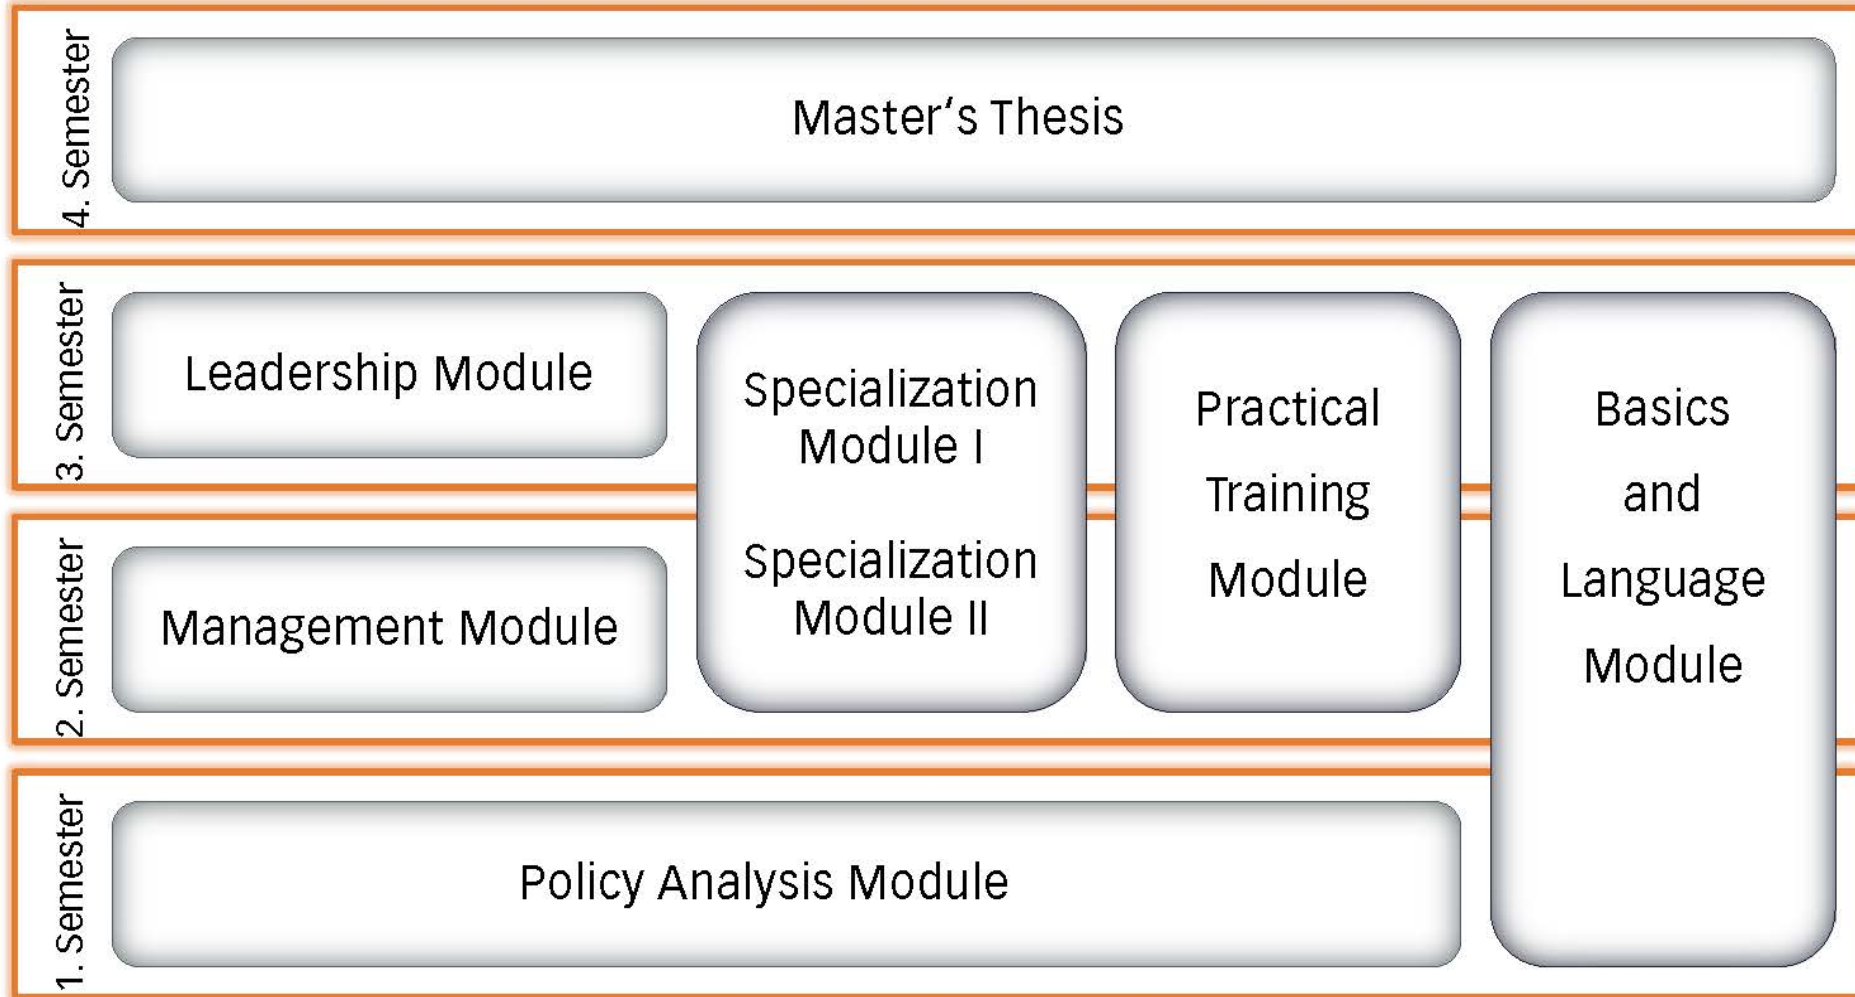 4. Semester
Master‘s Thesis
3. Semester
Leadership Module
Specialization
Module I
Specialization
Module II
Practical
Training
Module
Basics
and
Language
Module
2. Semester
Management Module
1. Semester
Policy Analysis Module